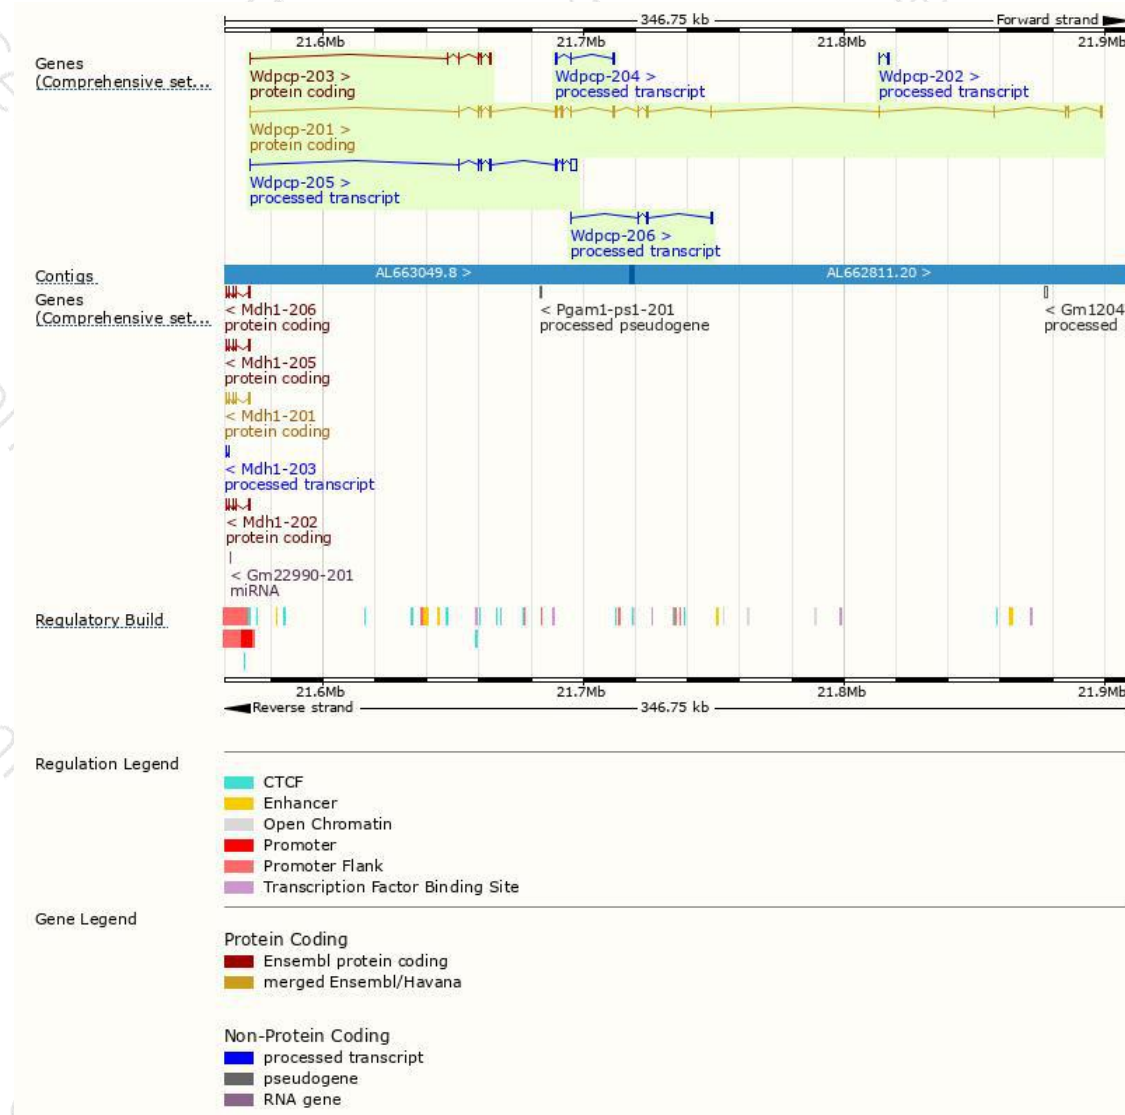 346.75 kb Forward strand
21.6Mb 21.7Mb 21.8Mb 21.9Mb
Genes
(Comprehensive set...
Wdpcp-203 >
protein coding
Wdpcp-204 >
processed transcript
Wdpcp-202 >
processed transcript
Wdpcp-201 >
protein coding
Wdpcp-205 >
processed transcript
Wdpcp-206 >
processed transcript
Contigs
AL663049.8 > AL662811.20 >
Genes
(Comprehensive set...
< Mdh1-206
protein coding
< Pgam1-ps1-201
processed pseudogene
< Gm1204
processed
< Mdh1-205
protein coding
< Mdh1-201
protein coding
< Mdh1-203
processed transcript
< Mdh1-202
protein coding
< Gm22990-201
miRNA
Regulatory Build
21.6Mb 21.7Mb 21.8Mb 21.9Mb
Reverse strand 346.75 kb
Regulation Legend
CTCF
Enhancer
Open Chromatin
Promoter
Promoter Flank
Transcription Factor Binding Site
Gene Legend
Protein Coding
Ensembl protein coding
merged Ensembl/Havana
Non-Protein Coding
processed transcript
pseudogene
RNA gene